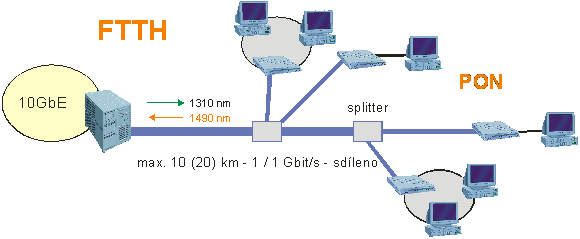 FTTH
PON
10GbE
1310 nm
1490 nm
splitter
max. 10 (20) km - 1 / 1 Gbit/s - sdíleno